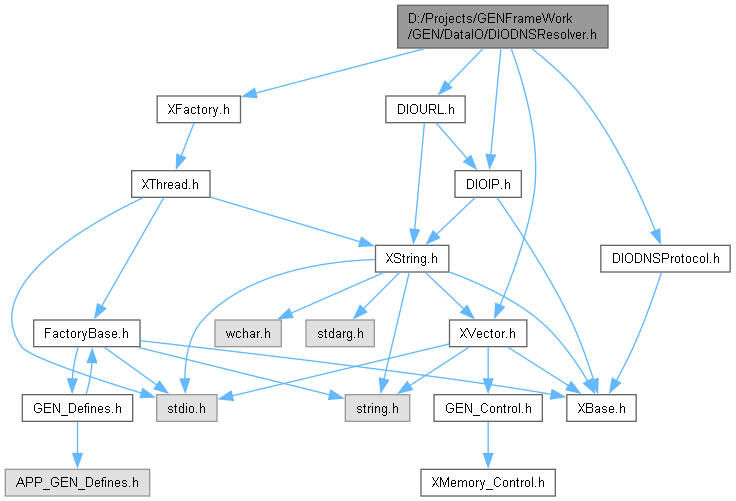 D:/Projects/GENFrameWork
/GEN/DataIO/DIODNSResolver.h
XFactory.h
DIOURL.h
XThread.h
DIOIP.h
XString.h
DIODNSProtocol.h
FactoryBase.h
wchar.h
stdarg.h
XVector.h
GEN_Defines.h
stdio.h
string.h
GEN_Control.h
XBase.h
APP_GEN_Defines.h
XMemory_Control.h